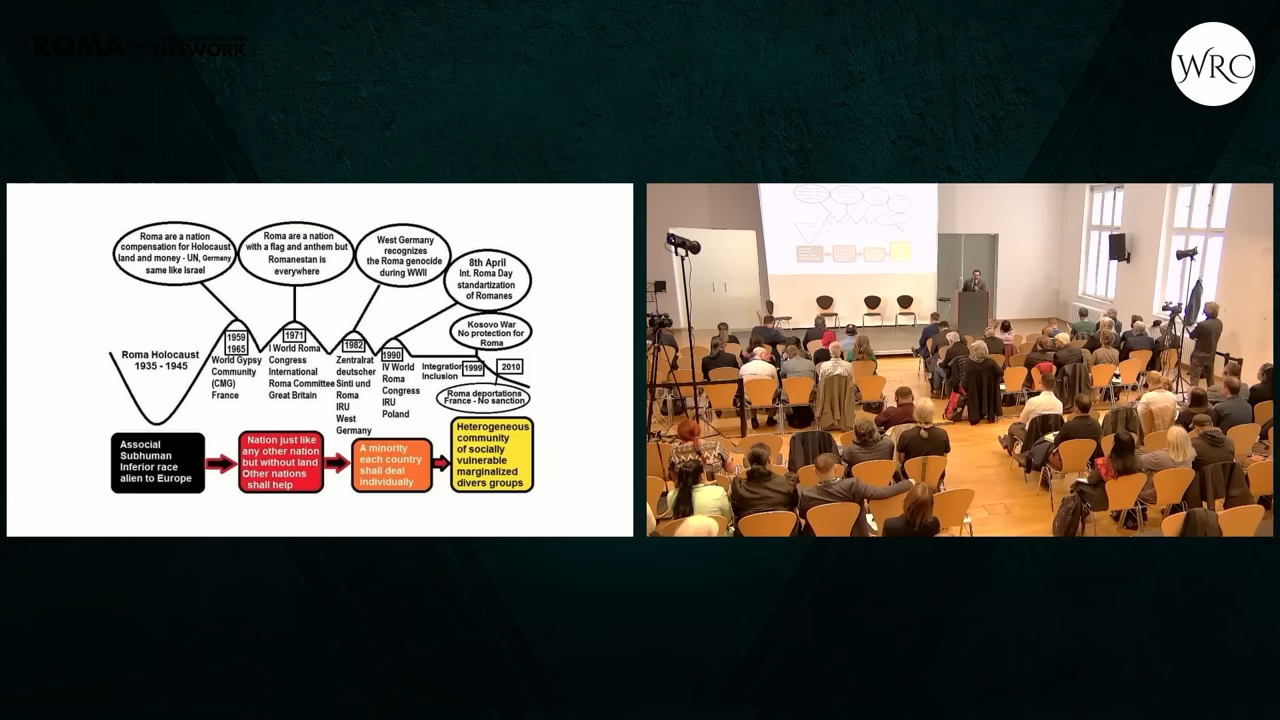 ROMA
NETWORK
WRC
Roma are a nation
compensation for Holocaust
land and money - UN, Germany
same like Israel
Roma are a nation
with a flag and anthem but
Romanestan is
everywhere
West Germany
recognizes
the Roma genocide
during WWII
8th April
Int. Roma Day
standartization
of Romanes
Kosovo War
No protection for
Roma
Roma Holocaust
1935 - 1945
1959
1965
World Gypsy
Community
(CMG)
France
1971
I World Roma
Congress
International
Roma Committee
Great Britain
1982
Zentralrat
deutscher
Sinti und
Roma
IRU
West
Germany
1990
IV World
Roma
Congress
IRU
Poland
Integration
Inclusion
1999
2010
Roma deportations
France - No sanction
Associal
Subhuman
Inferior race
alien to Europe
Nation just like
any other nation
but without land
Other nations
shall help
A minority
each country
shall deal
individually
Heterogeneous
community
of socially
vulnerable
marginalized
divers groups